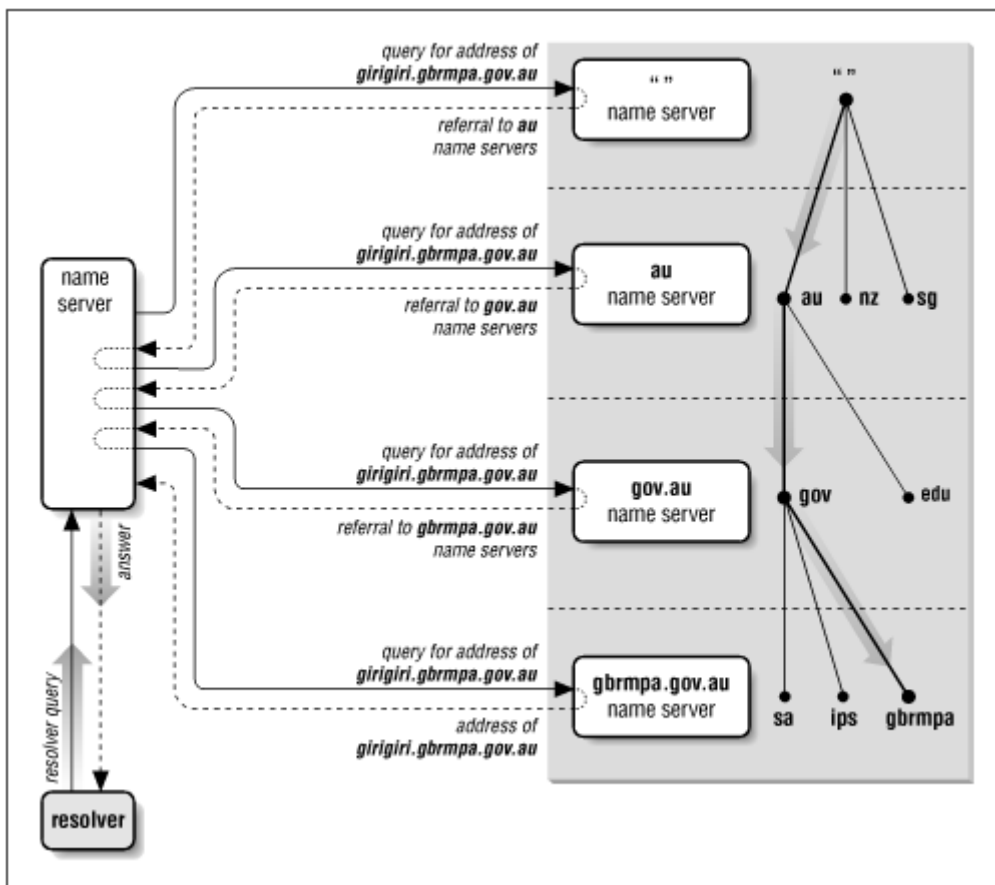 query for address of
girigiri.gbrmpa.gov.au
“ ”
name server
“ ”
referral to au
name servers
query for address of
girigiri.gbrmpa.gov.au
name
server
au
name server
au
nz
sg
referral to gov.au
name servers
query for address of
girigiri.gbrmpa.gov.au
gov.au
name server
gov
edu
referral to gbrmpa.gov.au
name servers
answer
resolver query
query for address of
girigiri.gbrmpa.gov.au
gbrmpa.gov.au
name server
sa
ips
gbrmpa
address of
girigiri.gbrmpa.gov.au
resolver